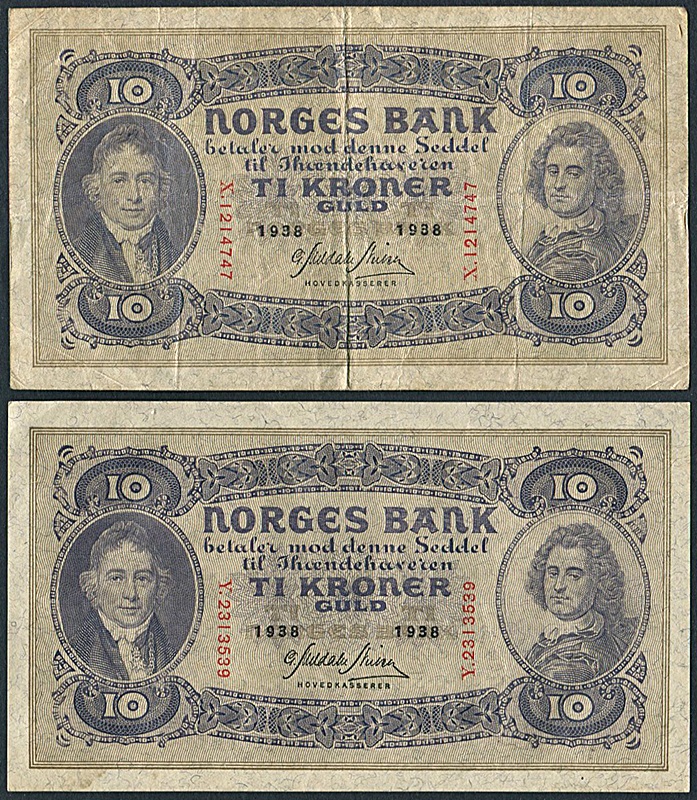 10 10
NORGES BANK
betaler mod denne Seddel
til Ihændehaveren
TI KRONER
GULD
X.1214747 X.1214747
1938 1938
HOVEDKASSERER
10 10
10 10
NORGES BANK
betaler mod denne Seddel
til Ihændehaveren
TI KRONER
GULD
Y.2313539 Y.2313539
1938 1938
HOVEDKASSERER
10 10